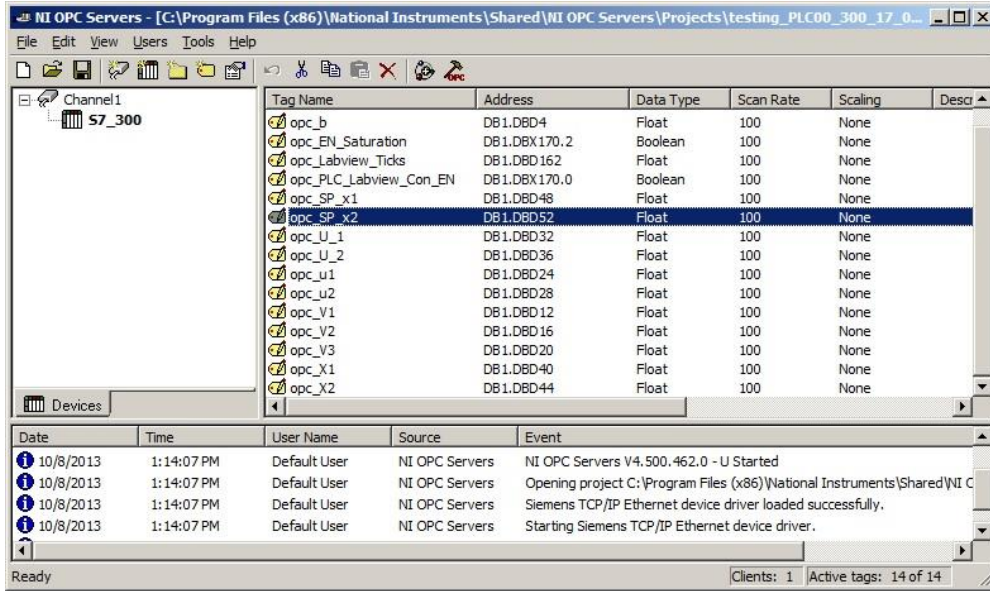 NI OPC Servers - [C:\Program Files (x86)\National Instruments\Shared\NI OPC Servers\Projects\testing_PLC00_300_17_0...
File Edit View Users Tools Help
Channel1
S7_300
Devices
Tag Name Address Data Type Scan Rate Scaling Descr
opc_b DB1.DBD4 Float 100 None
opc_EN_Saturation DB1.DBX170.2 Boolean 100 None
opc_Labview_Ticks DB1.DBD162 Float 100 None
opc_PLC_Labview_Con_EN DB1.DBX170.0 Boolean 100 None
opc_SP_x1 DB1.DBD48 Float 100 None
opc_SP_x2 DB1.DBD52 Float 100 None
opc_U_1 DB1.DBD32 Float 100 None
opc_U_2 DB1.DBD36 Float 100 None
opc_u1 DB1.DBD24 Float 100 None
opc_u2 DB1.DBD28 Float 100 None
opc_V1 DB1.DBD12 Float 100 None
opc_V2 DB1.DBD16 Float 100 None
opc_V3 DB1.DBD20 Float 100 None
opc_X1 DB1.DBD40 Float 100 None
opc_X2 DB1.DBD44 Float 100 None
Date Time User Name Source Event
10/8/2013 1:14:07 PM Default User NI OPC Servers NI OPC Servers V4.500.462.0 - U Started
10/8/2013 1:14:07 PM Default User NI OPC Servers Opening project C:\Program Files (x86)\National Instruments\Shared\NI C
10/8/2013 1:14:07 PM Default User NI OPC Servers Siemens TCP/IP Ethernet device driver loaded successfully.
10/8/2013 1:14:07 PM Default User NI OPC Servers Starting Siemens TCP/IP Ethernet device driver.
Ready Clients: 1 Active tags: 14 of 14